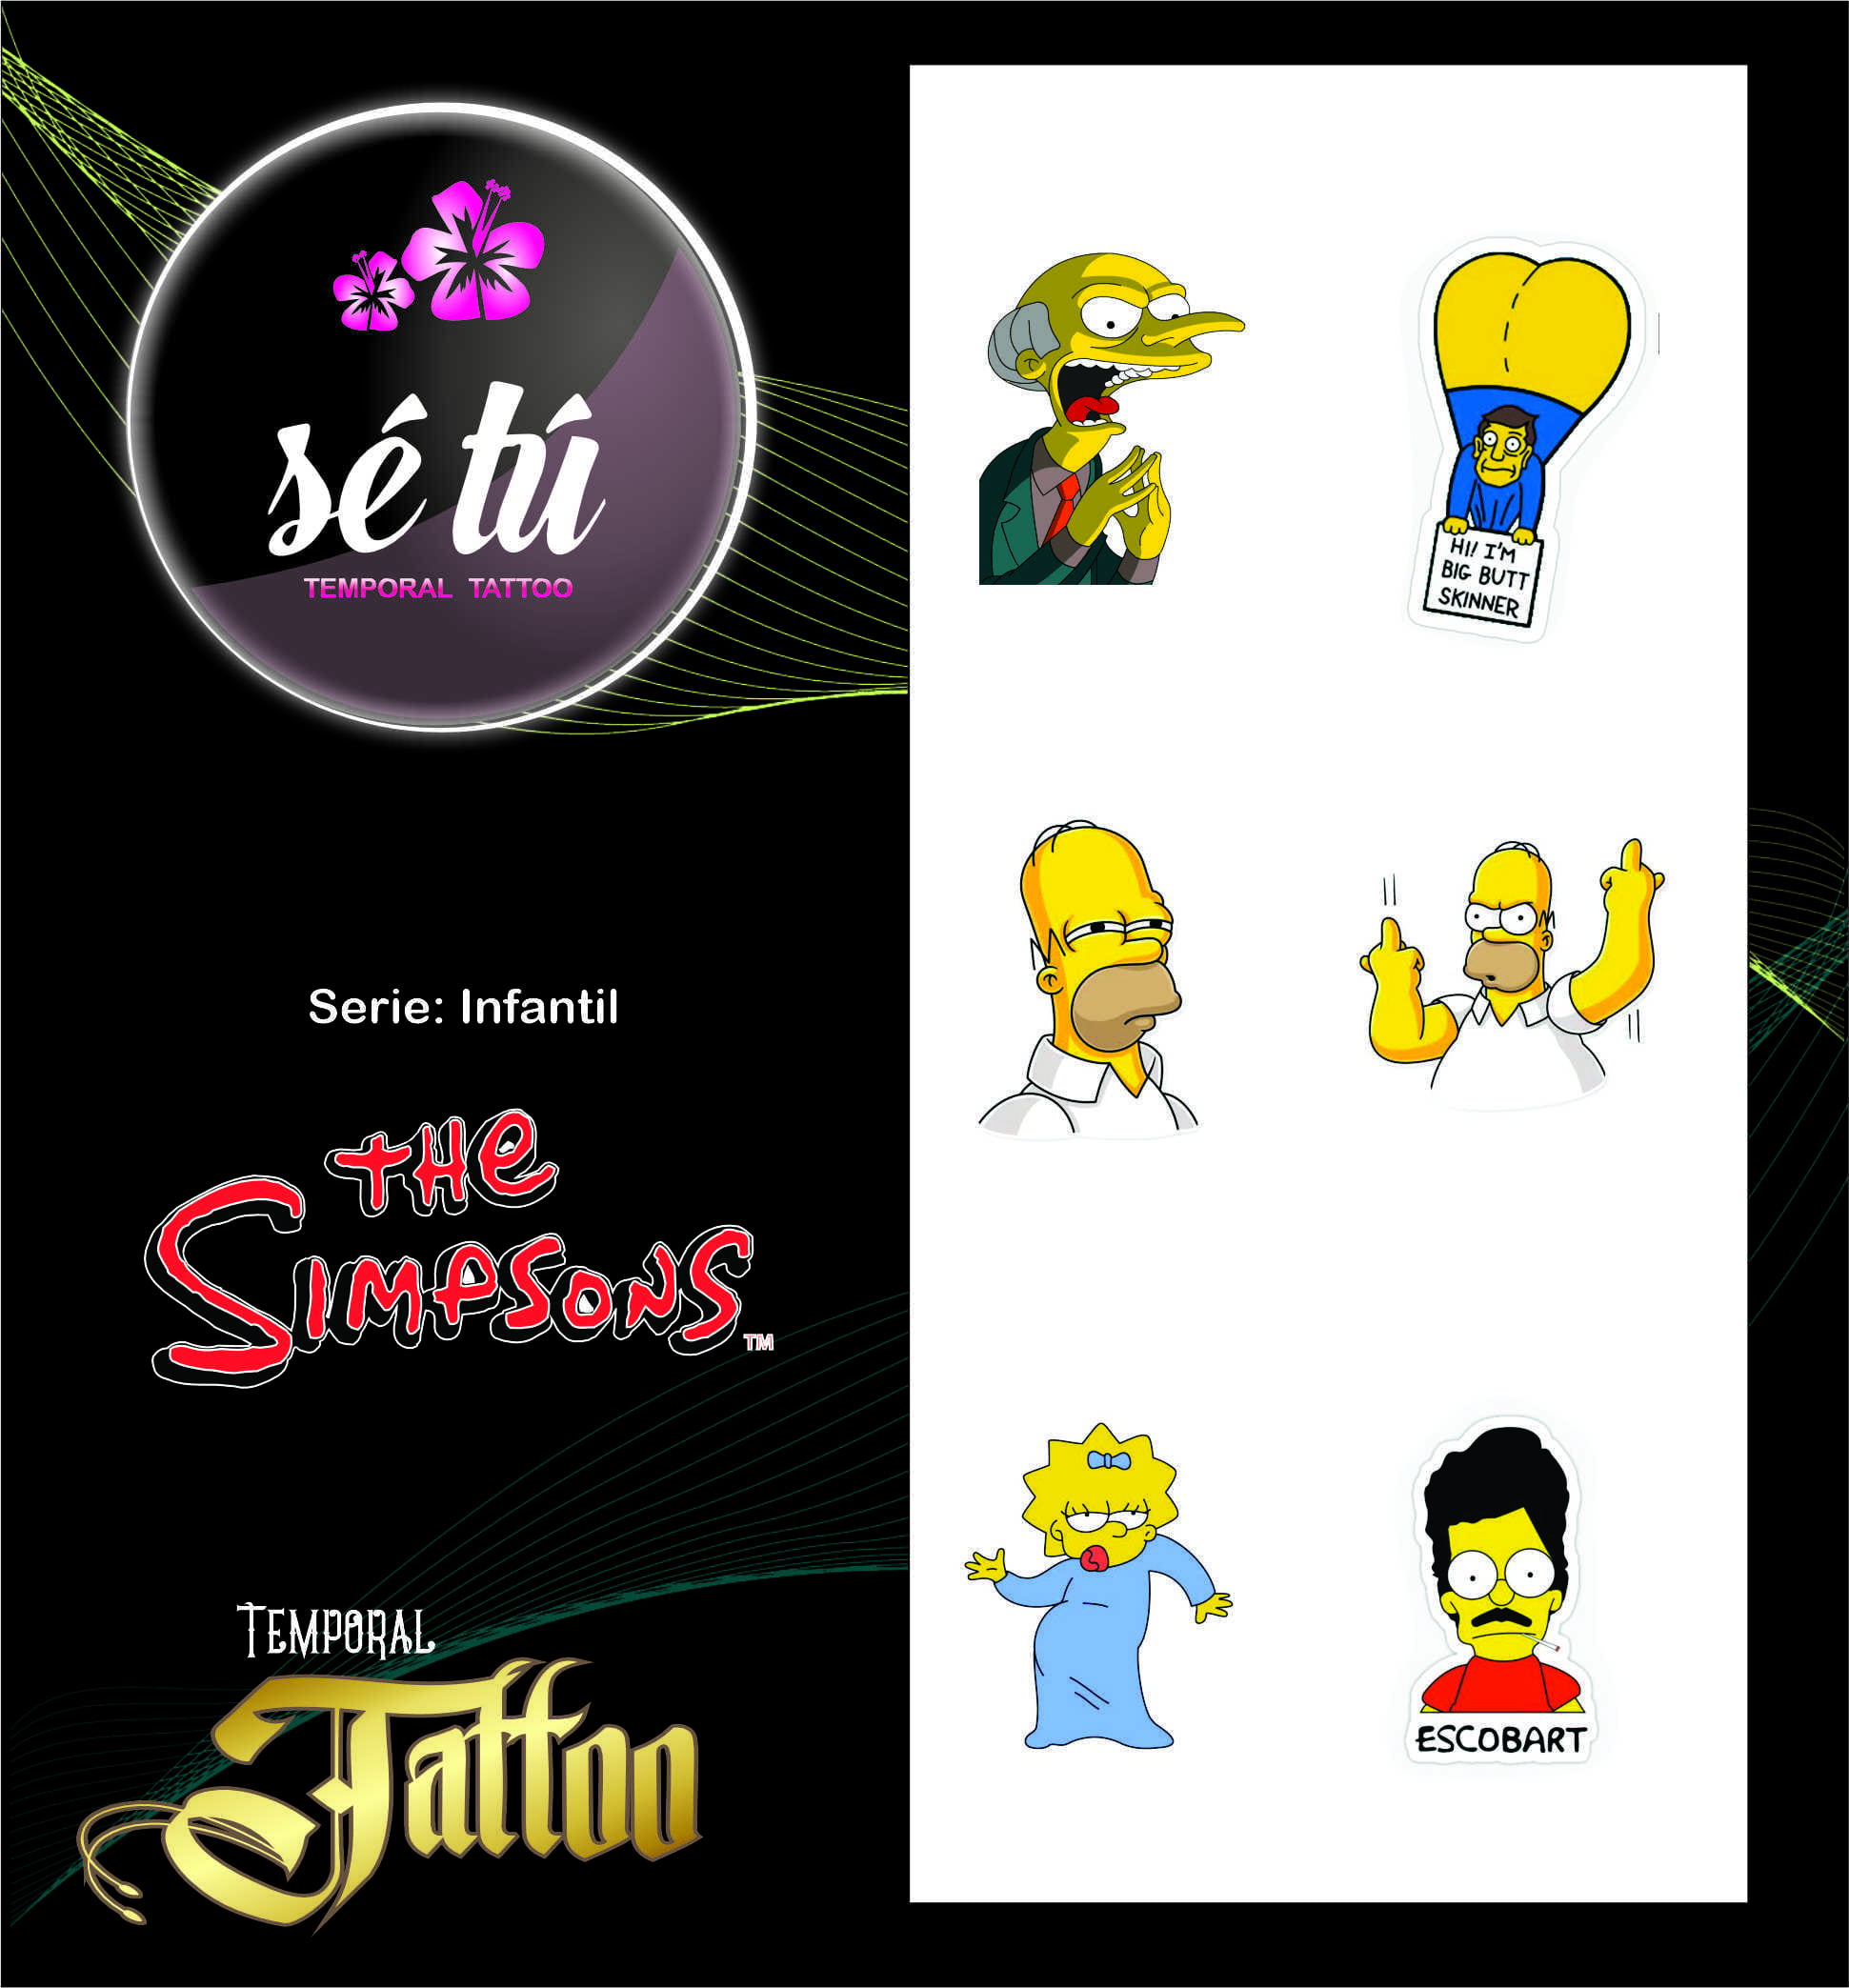 sé tú
TEMPORAL TATTOO
Serie: Infantil
THE
SIMPSONS TM
TEMPORAL
Tattoo
HI! I'M
BIG BUTT
SKINNER
ESCOBART